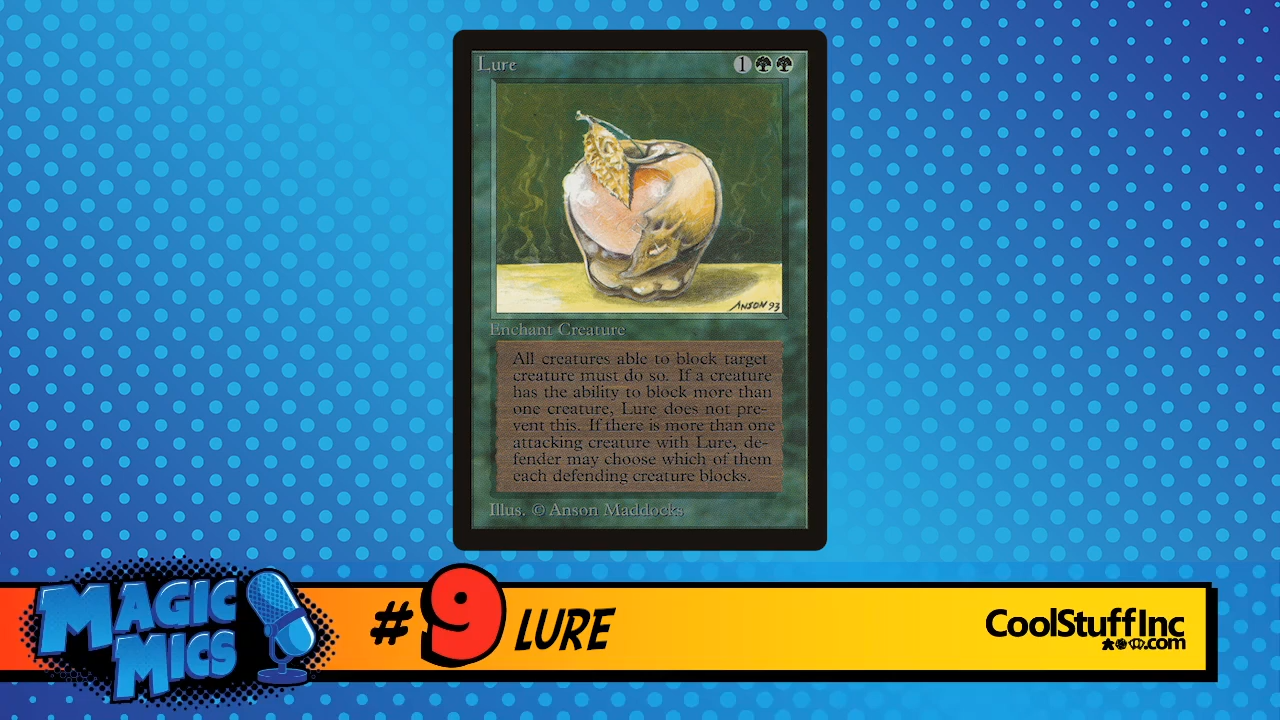 Lure 1
ANSON 93
Enchant Creature
All creatures able to block target
creature must do so. If a creature
has the ability to block more than
one creature, Lure does not pre-
vent this. If there is more than one
attacking creature with Lure, de-
fender may choose which of them
each defending creature blocks.
Illus. © Anson Maddocks
MAGIC
MICS
#9 LURE
CoolStuffInc
.com